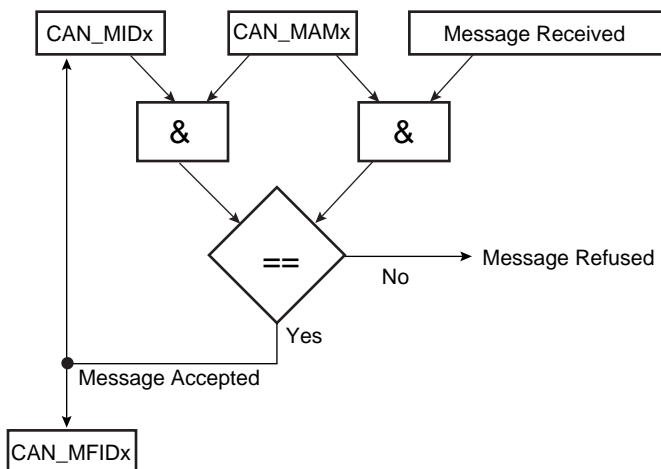 CAN_MIDx
CAN_MAMx
Message Received
&
&
==
No
Message Refused
Yes
Message Accepted
CAN_MFIDx